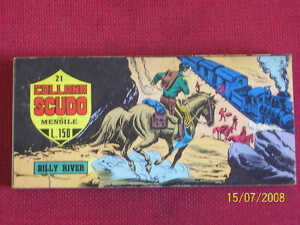 21
COLLANA
SCUDO
MENSILE
L.150
BILLY RIVER
15/07/2008